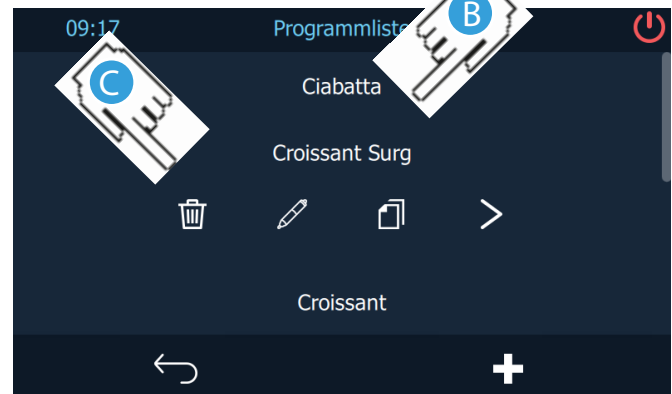 B
09:17 Programmliste
C
Ciabatta
Croissant Surg
Croissant